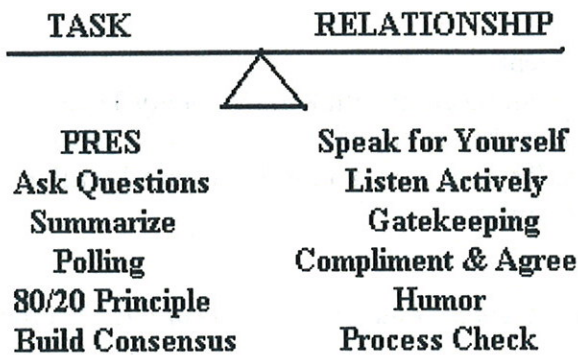 TASK RELATIONSHIP
PRES Speak for Yourself
Ask Questions Listen Actively
Summarize Gatekeeping
Polling Compliment & Agree
80/20 Principle Humor
Build Consensus Process Check